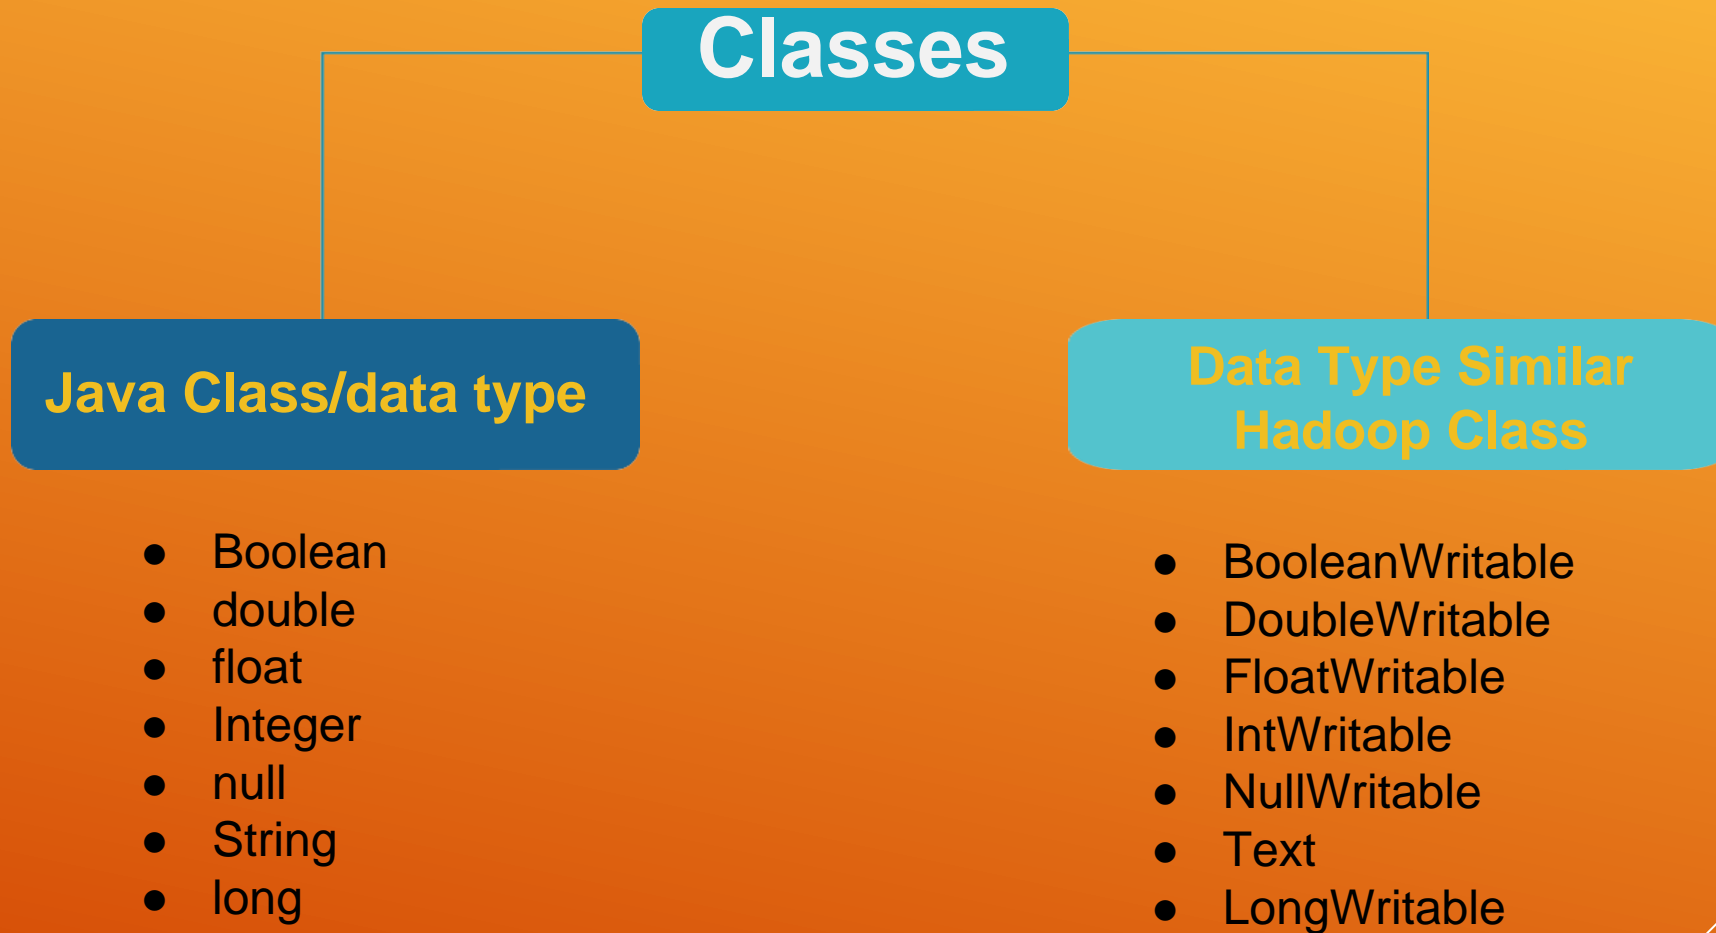 Classes
Java Class/data type
● Boolean
● double
● float
● Integer
● null
● String
● long
Data Type Similar
Hadoop Class
● BooleanWritable
● DoubleWritable
● FloatWritable
● IntWritable
● NullWritable
● Text
● LongWritable